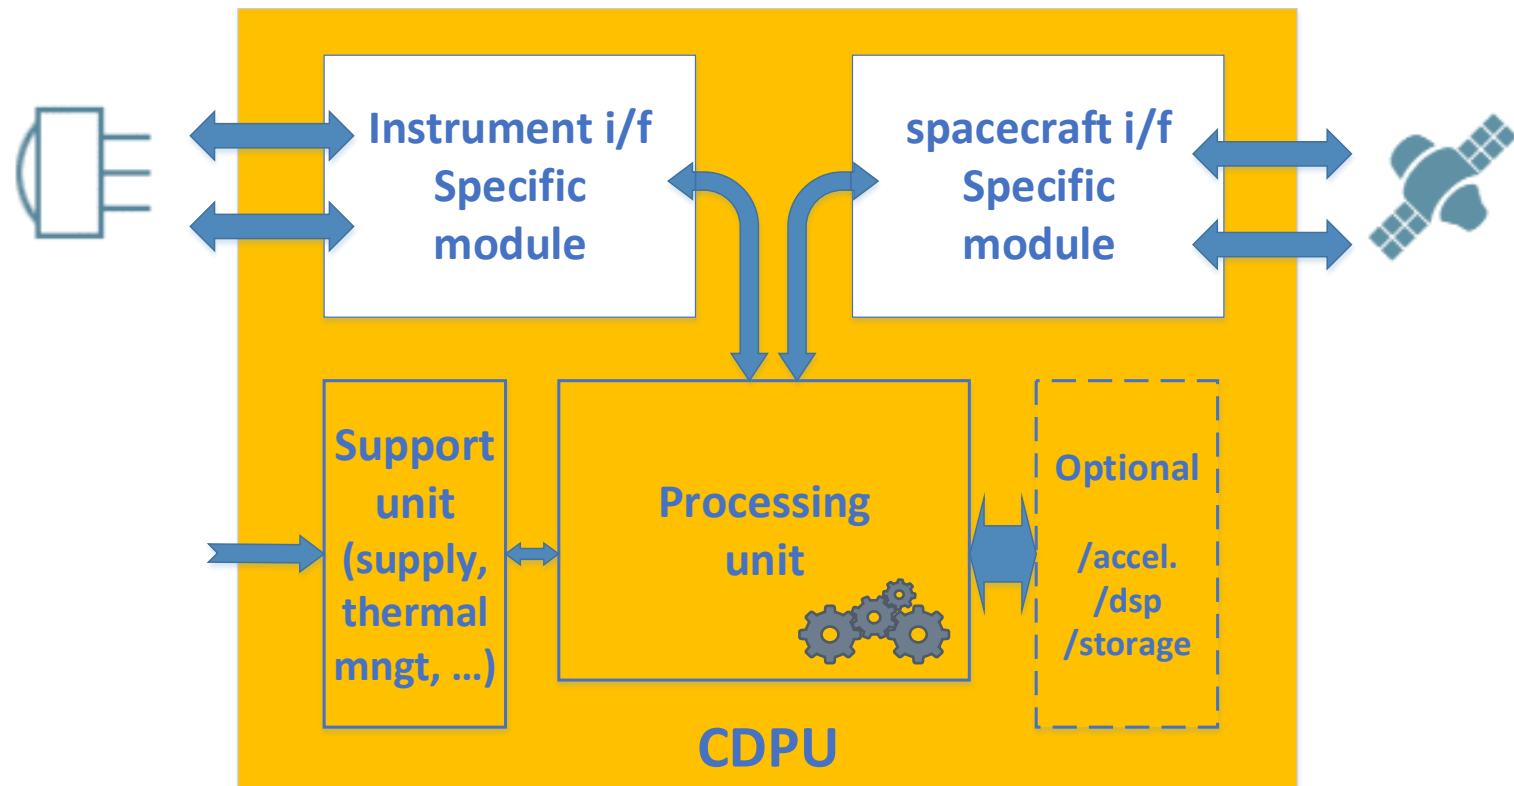 Instrument i/f
Specific
module
spacecraft i/f
Specific
module
Support
unit
(supply,
thermal
mngt, ...)
Processing
unit
Optional
/accel.
/dsp
/storage
CDPU